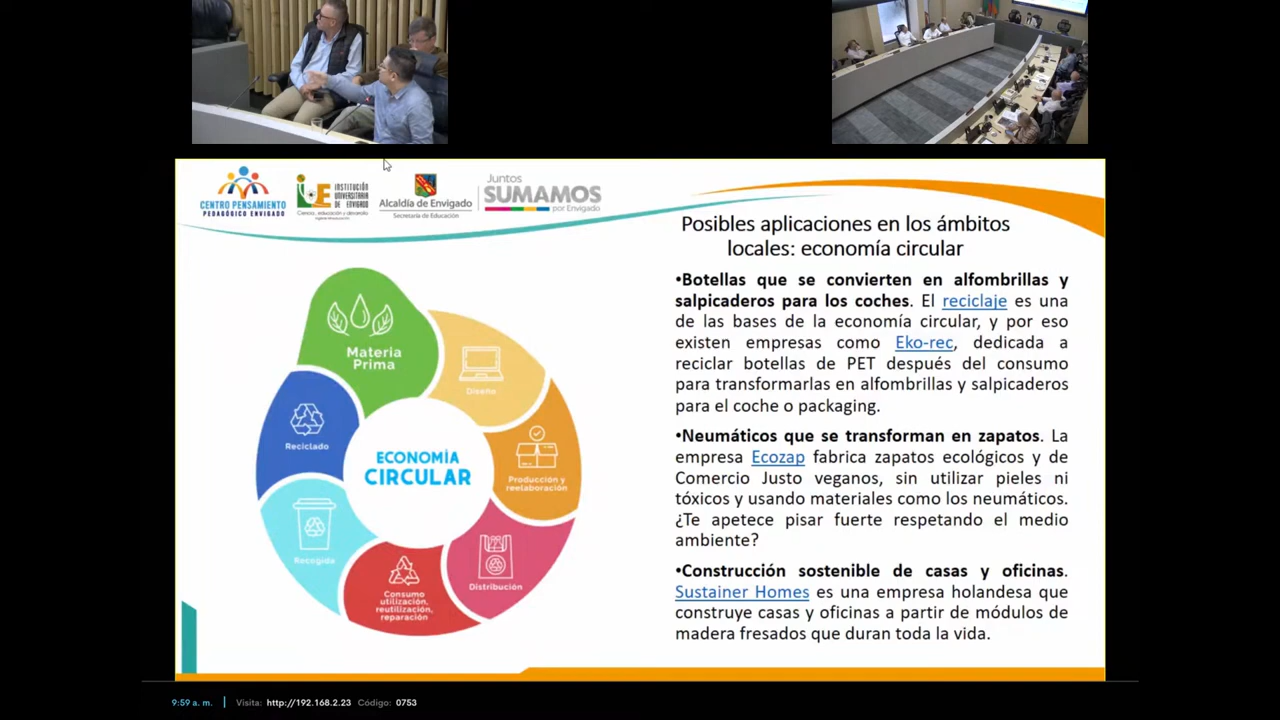 CENTRO PENSAMIENTO
PEDAGÓGICO ENVIGADO
INSTITUCIÓN
UNIVERSITARIA
DE ENVIGADO
Ciencia, educación y desarrollo
Alcaldía de Envigado
Secretaría de Educación
Juntos
SUMAMOS
por Envigado
Posibles aplicaciones en los ámbitos
locales: economía circular
Materia
Prima
Diseño
Producción y
reelaboración
Distribución
Consumo
utilización,
reutilización,
reparación
Recogida
Reciclado
ECONOMÍA
CIRCULAR
•Botellas que se convierten en alfombrillas y
salpicaderos para los coches. El reciclaje es una
de las bases de la economía circular, y por eso
existen empresas como Eko-rec, dedicada a
reciclar botellas de PET después del consumo
para transformarlas en alfombrillas y salpicaderos
para el coche o packaging.
•Neumáticos que se transforman en zapatos. La
empresa Ecozap fabrica zapatos ecológicos y de
Comercio Justo veganos, sin utilizar pieles ni
tóxicos y usando materiales como los neumáticos.
¿Te apetece pisar fuerte respetando el medio
ambiente?
•Construcción sostenible de casas y oficinas.
Sustainer Homes es una empresa holandesa que
construye casas y oficinas a partir de módulos de
madera fresados que duran toda la vida.
9:59 a. m. | Visita: http://192.168.2.23 Código: 0753